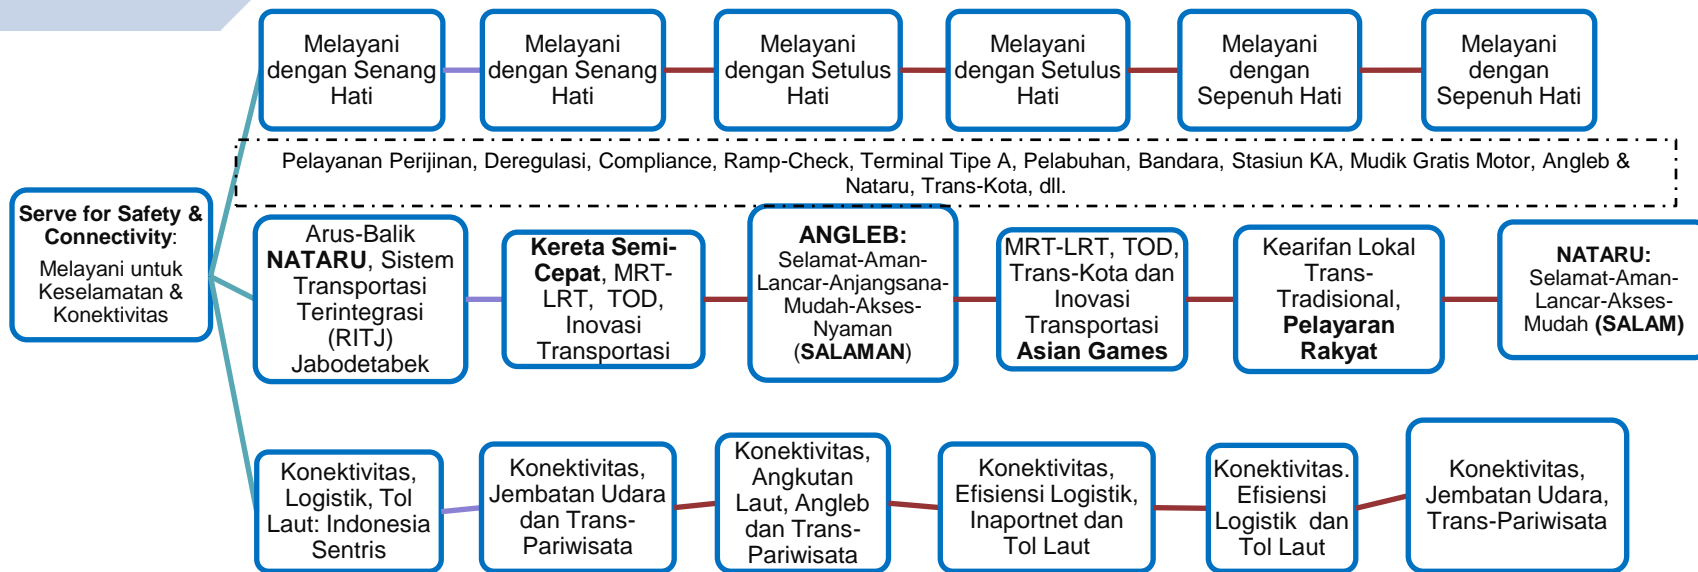 Melayani
dengan Senang
Hati
Melayani
dengan Senang
Hati
Melayani
dengan Setulus
Hati
Melayani
dengan Setulus
Hati
Melayani
dengan
Sepenuh Hati
Melayani
dengan
Sepenuh Hati
Pelayanan Perijinan, Deregulasi, Compliance, Ramp-Check, Terminal Tipe A, Pelabuhan, Bandara, Stasiun KA, Mudik Gratis Motor, Angleb &
Nataru, Trans-Kota, dll.
Serve for Safety &
Connectivity:
Melayani untuk
Keselamatan &
Konektivitas
Arus-Balik
NATARU, Sistem
Transportasi
Terintegrasi
(RITJ)
Jabodetabek
Kereta Semi-
Cepat, MRT-
LRT, TOD,
Inovasi
Transportasi
ANGLEB:
Selamat-Aman-
Lancar-Anjangsana-
Mudah-Akses-
Nyaman
(SALAMAN)
MRT-LRT, TOD,
Trans-Kota dan
Inovasi
Transportasi
Asian Games
Kearifan Lokal
Trans-
Tradisional,
Pelayaran
Rakyat
NATARU:
Selamat-Aman-
Lancar-Akses-
Mudah (SALAM)
Konektivitas,
Logistik, Tol
Laut: Indonesia
Sentris
Konektivitas,
Jembatan Udara
dan Trans-
Pariwisata
Konektivitas,
Angkutan
Laut, Angleb
dan Trans-
Pariwisata
Konektivitas,
Efisiensi Logistik,
Inaportnet dan
Tol Laut
Konektivitas.
Efisiensi
Logistik dan
Tol Laut
Konektivitas,
Jembatan Udara,
Trans-Pariwisata